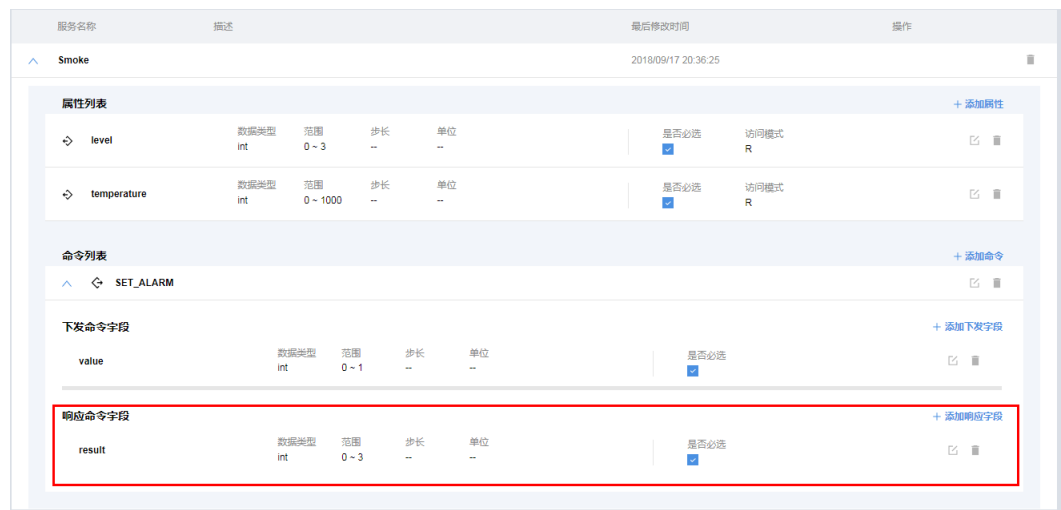 服务名称 描述 最后修改时间 操作
Smoke 2018/09/17 20:36:25
属性列表 + 添加属性
数据类型 范围 步长 单位 是否必选 访问模式
level int 0 ~ 3 -- -- R
数据类型 范围 步长 单位 是否必选 访问模式
temperature int 0 ~ 1000 -- -- R
命令列表 + 添加命令
SET_ALARM
下发命令字段 + 添加下发字段
数据类型 范围 步长 单位 是否必选
value int 0 ~ 1 -- --
响应命令字段 + 添加响应字段
数据类型 范围 步长 单位 是否必选
result int 0 ~ 3 -- --